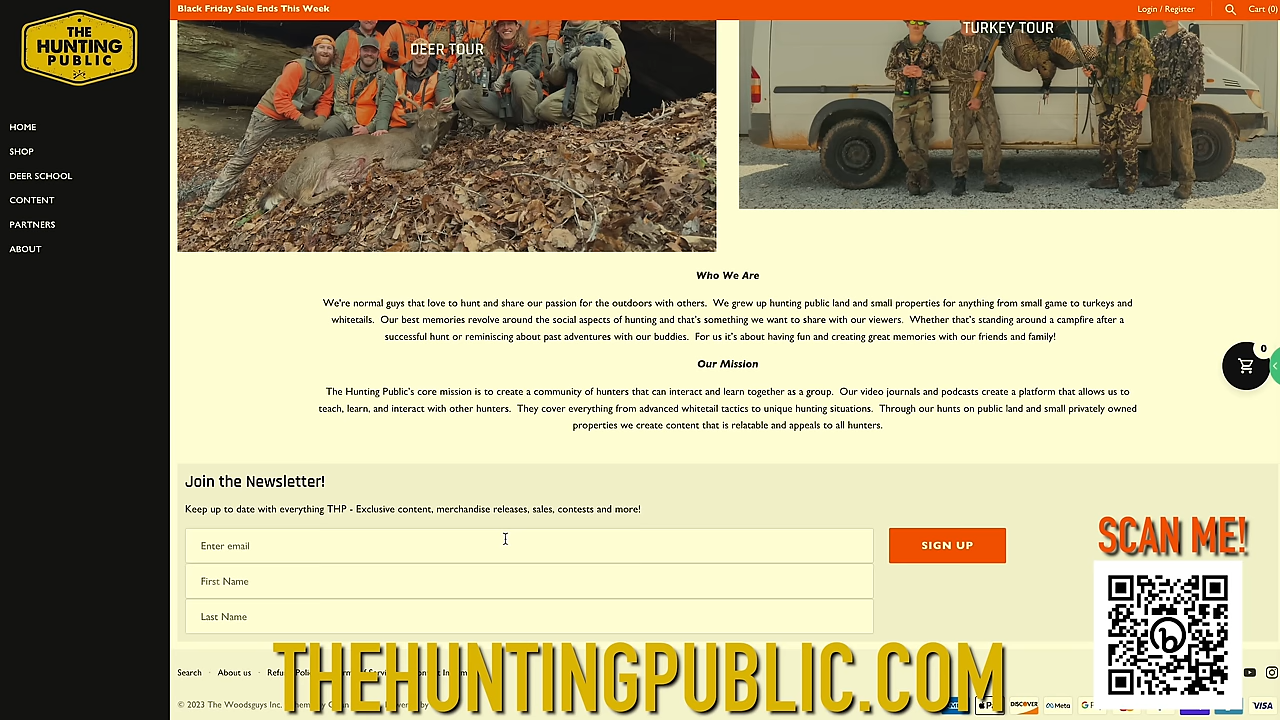 Black Friday Sale Ends This Week
Login / Register
Cart (0)
THE
HUNTING
PUBLIC
HOME
SHOP
DEER SCHOOL
CONTENT
PARTNERS
ABOUT
DEER TOUR
TURKEY TOUR
Who We Are
We're normal guys that love to hunt and share our passion for the outdoors with others. We grew up hunting public land and small properties for anything from small game to turkeys and
whitetails. Our best memories revolve around the social aspects of hunting and that's something we want to share with our viewers. Whether that's standing around a campfire after a
successful hunt or reminiscing about past adventures with our buddies. For us it's about having fun and creating great memories with our friends and family!
0
Our Mission
The Hunting Public's core mission is to create a community of hunters that can interact and learn together as a group. Our video journals and podcasts create a platform that allows us to
teach, learn, and interact with other hunters. They cover everything from advanced whitetail tactics to unique hunting situations. Through our hunts on public land and small privately owned
properties we create content that is relatable and appeals to all hunters.
Join the Newsletter!
Keep up to date with everything THP - Exclusive content, merchandise releases, sales, contests and more!
Enter email
SIGN UP
First Name
Last Name
SCAN ME!
THEHUNTINGPUBLIC.COM
Search · About us ·
© 2023 The Woodsguys Inc.
DISCOVER
Meta
VISA